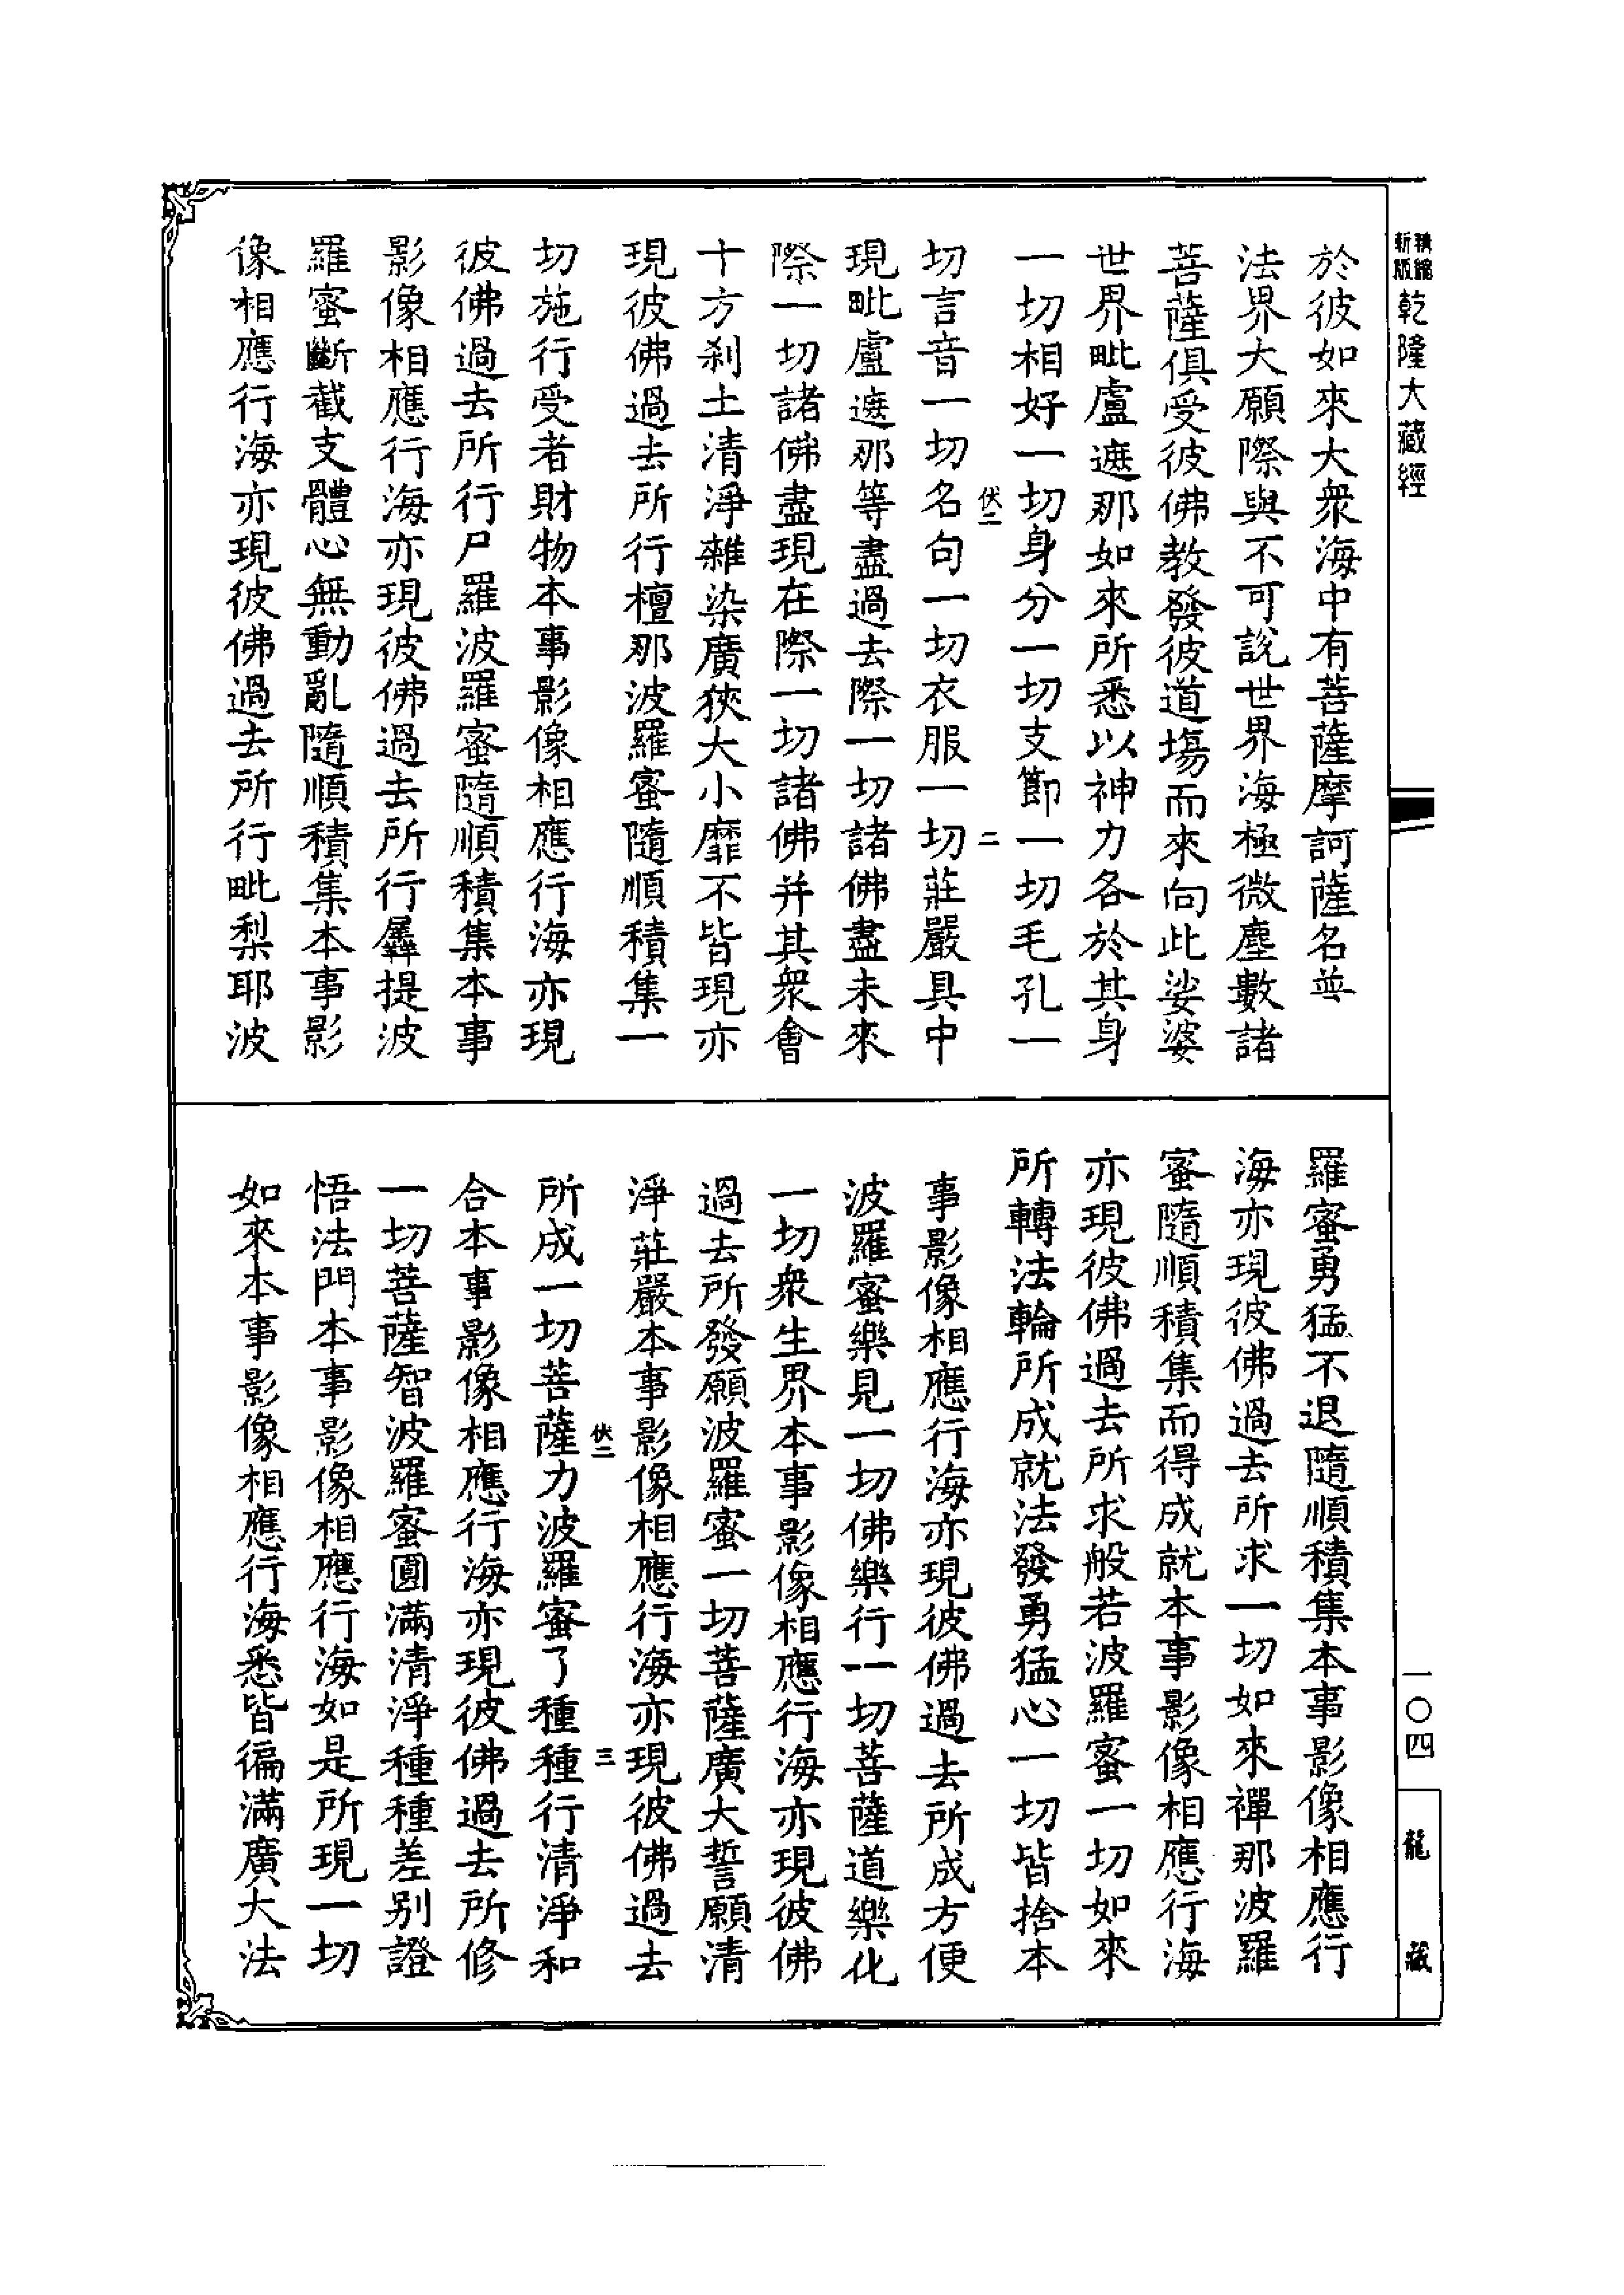 精縮新版乾隆大藏經
於彼如來大衆海中有菩薩摩訶薩名並
法界大願際與不可說世界海極微塵數諸
菩薩俱受彼佛教發彼道場而來向此娑婆
世界毗盧遮那如來所悉以神力各於其身
一切相好一切身分一切支節一切毛孔一
伏二
二
切言音一切名句一切衣服一切莊嚴具中
現毗盧遮那等盡過去際一切諸佛盡未來
際一切諸佛盡現在際一切諸佛并其衆會
十方剎土清淨雜染廣狹大小靡不皆現亦
現彼佛過去所行檀那波羅蜜隨順積集一
切施行受者財物本事影像相應行海亦現
彼佛過去所行尸羅波羅蜜隨順積集本事
影像相應行海亦現彼佛過去所行羼提波
羅蜜斷截支體心無動亂隨順積集本事影
像相應行海亦現彼佛過去所行毗梨耶波
羅蜜勇猛不退隨順積集本事影像相應行
海亦現彼佛過去所求一切如來禪那波羅
蜜隨順積集而得成就本事影像相應行海
亦現彼佛過去所求般若波羅蜜一切如來
所轉法輪所成就法發勇猛心一切皆捨本
事影像相應行海亦現彼佛過去所成方便
波羅蜜樂見一切佛樂行一切菩薩道樂化
一切衆生界本事影像相應行海亦現彼佛
過去所發願波羅蜜一切菩薩廣大誓願清
淨莊嚴本事影像相應行海亦現彼佛過去
伏二
三
所成一切菩薩力波羅蜜了種種行清淨和
合本事影像相應行海亦現彼佛過去所修
一切菩薩智波羅蜜圓滿清淨種種差别證
悟法門本事影像相應行海如是所現一切
如來本事影像相應行海悉皆徧滿廣大法
一〇四
龍藏